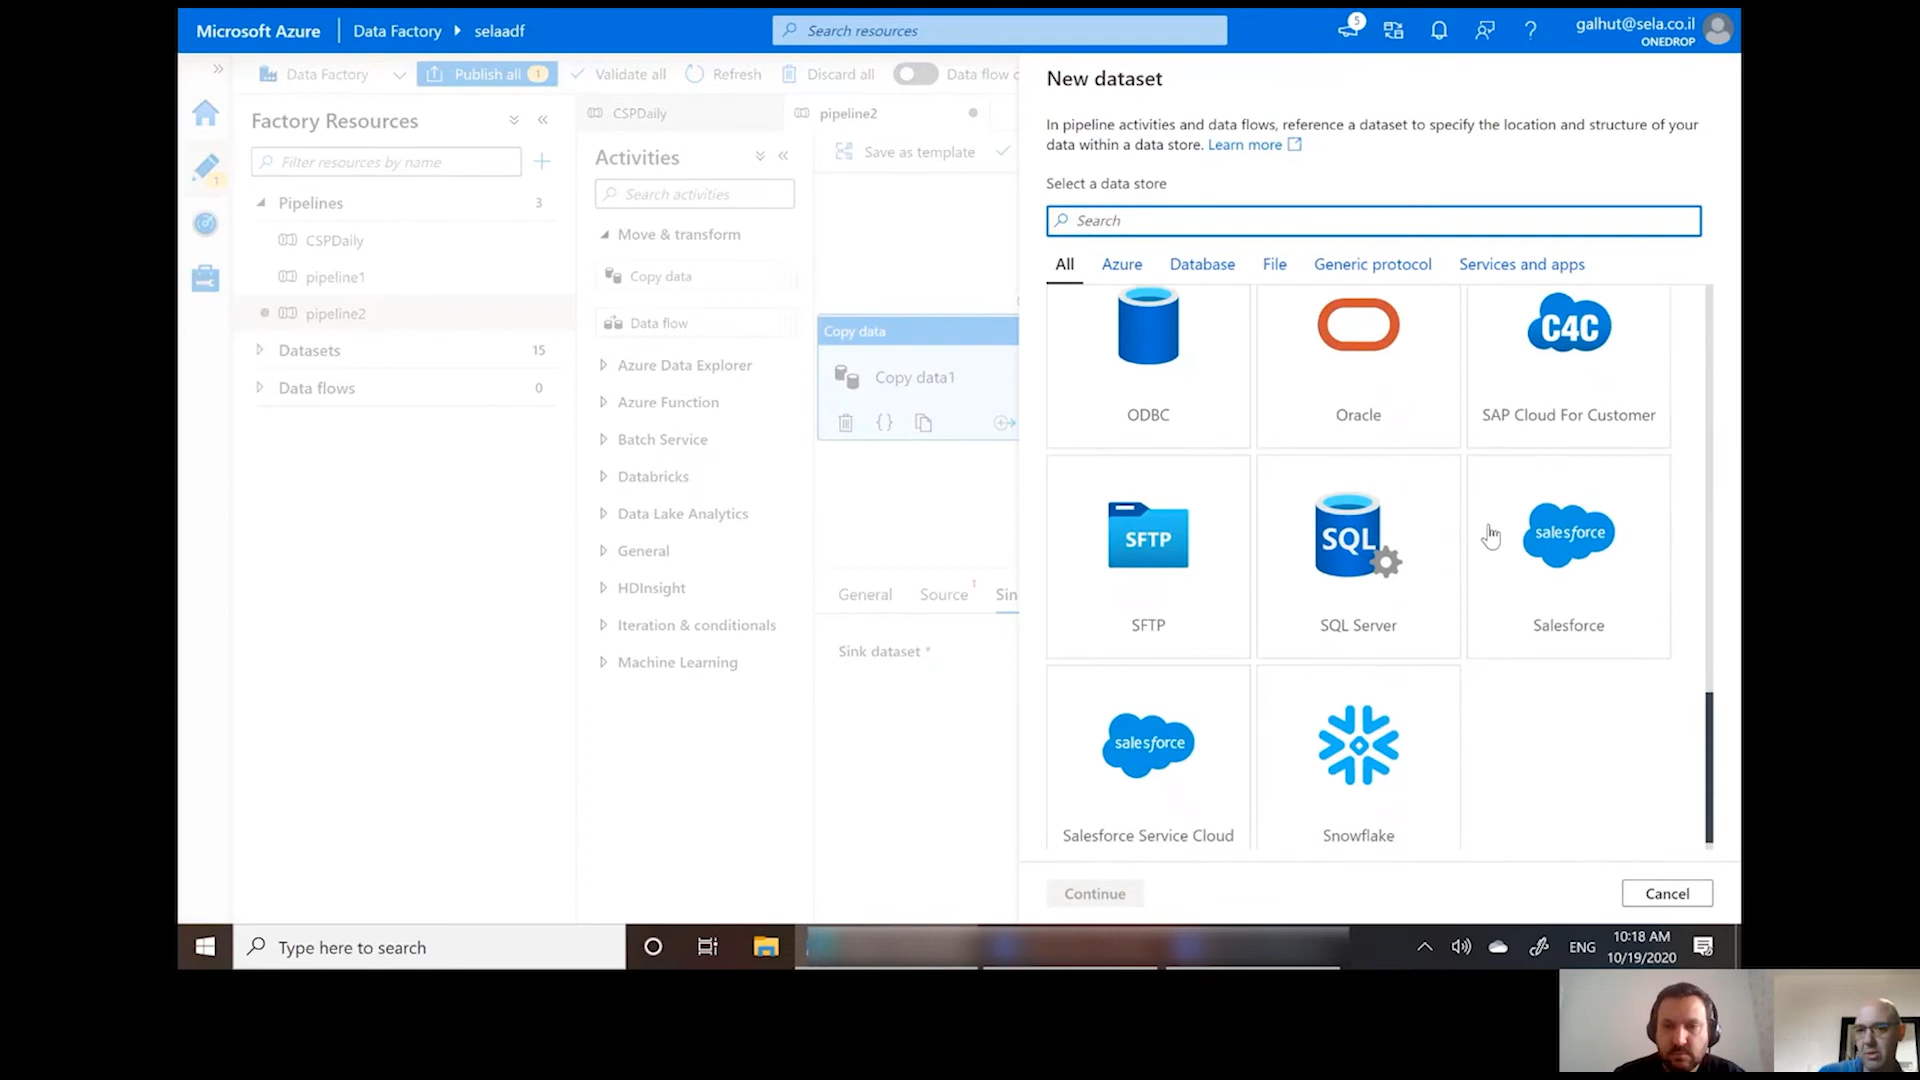 Microsoft Azure
Data Factory
selaadf
Search resources
5
galhut@sela.co.il
ONEDROP
Data Factory
Publish all
1
Validate all
Refresh
Discard all
Data flow
Factory Resources
Filter resources by name
1
Pipelines
3
CSPDaily
pipeline1
pipeline2
Datasets
15
Data flows
0
CSPDaily
pipeline2
Activities
Search activities
Move & transform
Copy data
Data flow
Azure Data Explorer
Azure Function
Batch Service
Databricks
Data Lake Analytics
General
HDInsight
Iteration & conditionals
Machine Learning
Save as template
Copy data
Copy data1
General
Source
1
Sin
Sink dataset *
New dataset
In pipeline activities and data flows, reference a dataset to specify the location and structure of your
data within a data store. Learn more
Select a data store
Search
All
Azure
Database
File
Generic protocol
Services and apps
ODBC
Oracle
C4C
SAP Cloud For Customer
SFTP
SFTP
SQL
SQL Server
salesforce
Salesforce
salesforce
Salesforce Service Cloud
Snowflake
Continue
Cancel
Type here to search
ENG
10:18 AM
10/19/2020